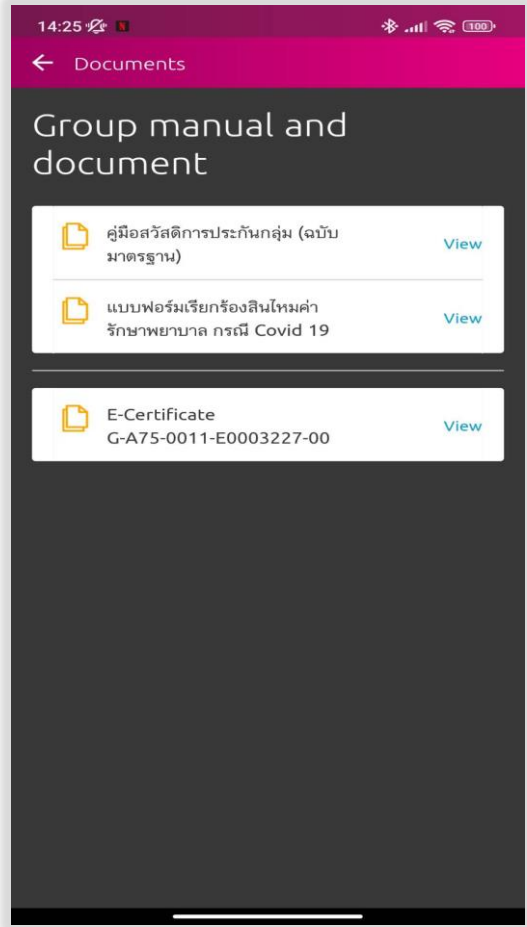 14:25
100
Documents
Group manual and
document
คู่มือสวัสดิการประกันกลุ่ม (ฉบับ
มาตรฐาน)
View
แบบฟอร์มเรียกร้องสินไหมค่า
รักษาพยาบาล กรณี Covid 19
View
E-Certificate
G-A75-0011-E0003227-00
View